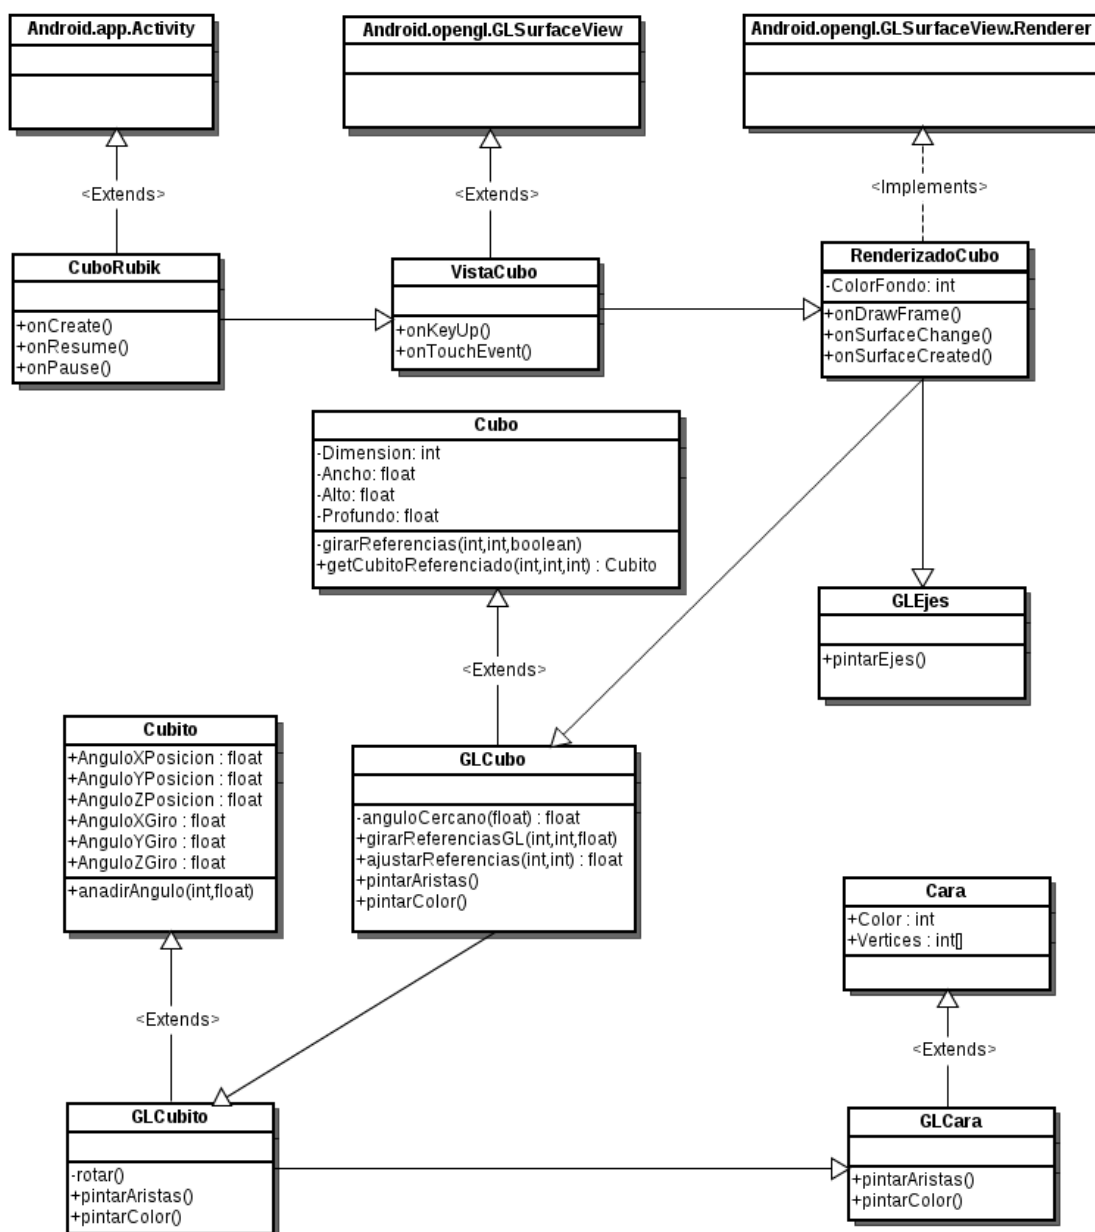 Android.app.Activity
Android.opengl.GLSurfaceView
Android.opengl.GLSurfaceView.Renderer
<Extends>
<Extends>
<Implements>
CuboRubik
+onCreate()
+onResume()
+onPause()
VistaCubo
+onKeyUp()
+onTouchEvent()
RenderizadoCubo
-ColorFondo: int
+onDrawFrame()
+onSurfaceChange()
+onSurfaceCreated()
Cubo
-Dimension: int
-Ancho: float
-Alto: float
-Profundo: float
-girarReferencias(int,int,boolean)
+getCubitoReferenciado(int,int,int) : Cubito
GLEjes
+pintarEjes()
<Extends>
Cubito
+AnguloXPosicion : float
+AnguloYPosicion : float
+AnguloZPosicion : float
+AnguloXGiro : float
+AnguloYGiro : float
+AnguloZGiro : float
+anadirAngulo(int,float)
GLCubo
-anguloCercano(float) : float
+girarReferenciasGL(int,int,float)
+ajustarReferencias(int,int) : float
+pintarAristas()
+pintarColor()
Cara
+Color : int
+Vertices : int[]
<Extends>
<Extends>
GLCubito
-rotar()
+pintarAristas()
+pintarColor()
GLCara
+pintarAristas()
+pintarColor()